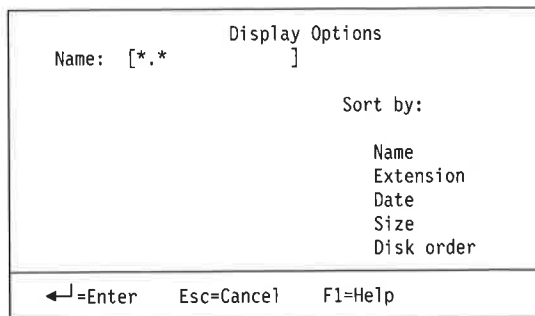 Display Options
Name: [*.* ]
Sort by:
Name
Extension
Date
Size
Disk order
↵=Enter Esc=Cancel F1=Help